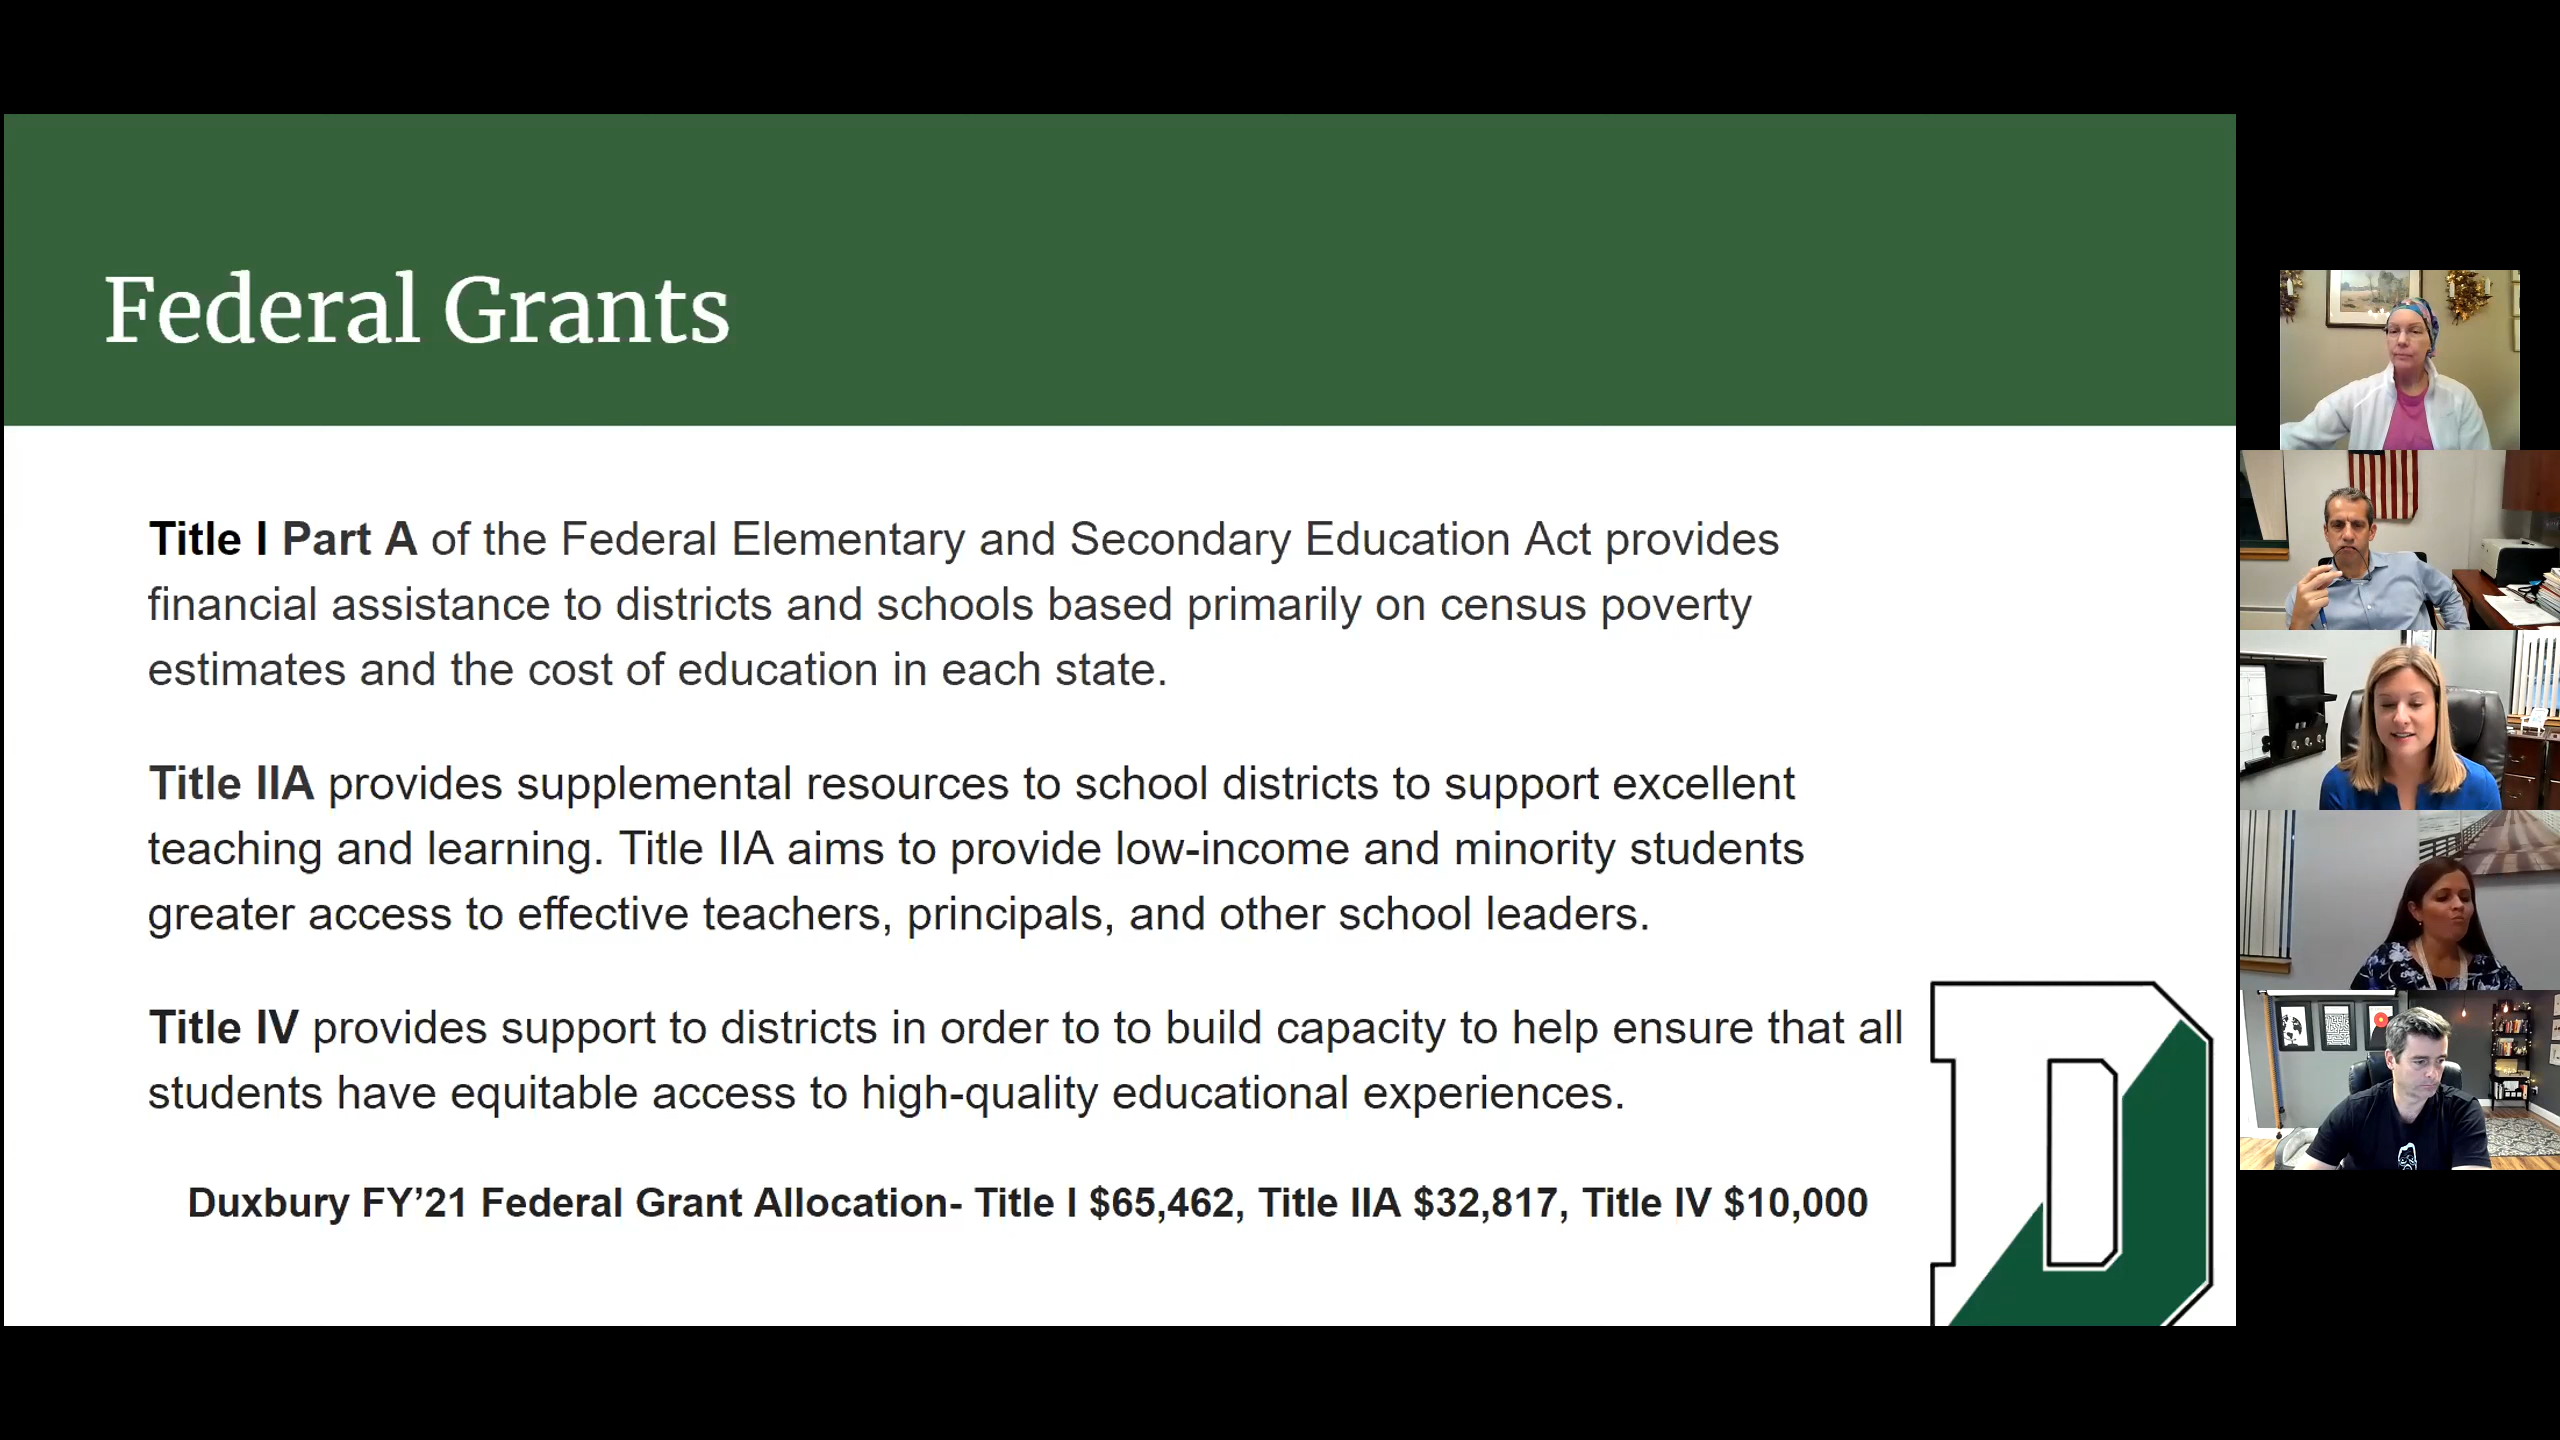 Federal Grants
Title I Part A of the Federal Elementary and Secondary Education Act provides
financial assistance to districts and schools based primarily on census poverty
estimates and the cost of education in each state.
Title IIA provides supplemental resources to school districts to support excellent
teaching and learning. Title IIA aims to provide low-income and minority students
greater access to effective teachers, principals, and other school leaders.
Title IV provides support to districts in order to to build capacity to help ensure that all
students have equitable access to high-quality educational experiences.
Duxbury FY’21 Federal Grant Allocation- Title I $65,462, Title IIA $32,817, Title IV $10,000
D